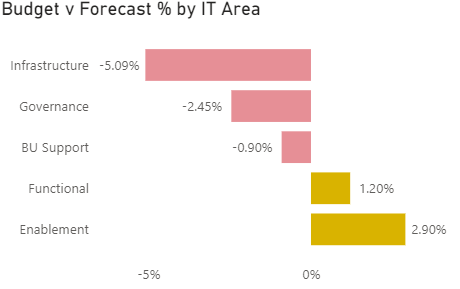 Budget v Forecast % by IT Area
Infrastructure -5.09%
Governance -2.45%
BU Support -0.90%
Functional 1.20%
Enablement 2.90%
-5% 0%